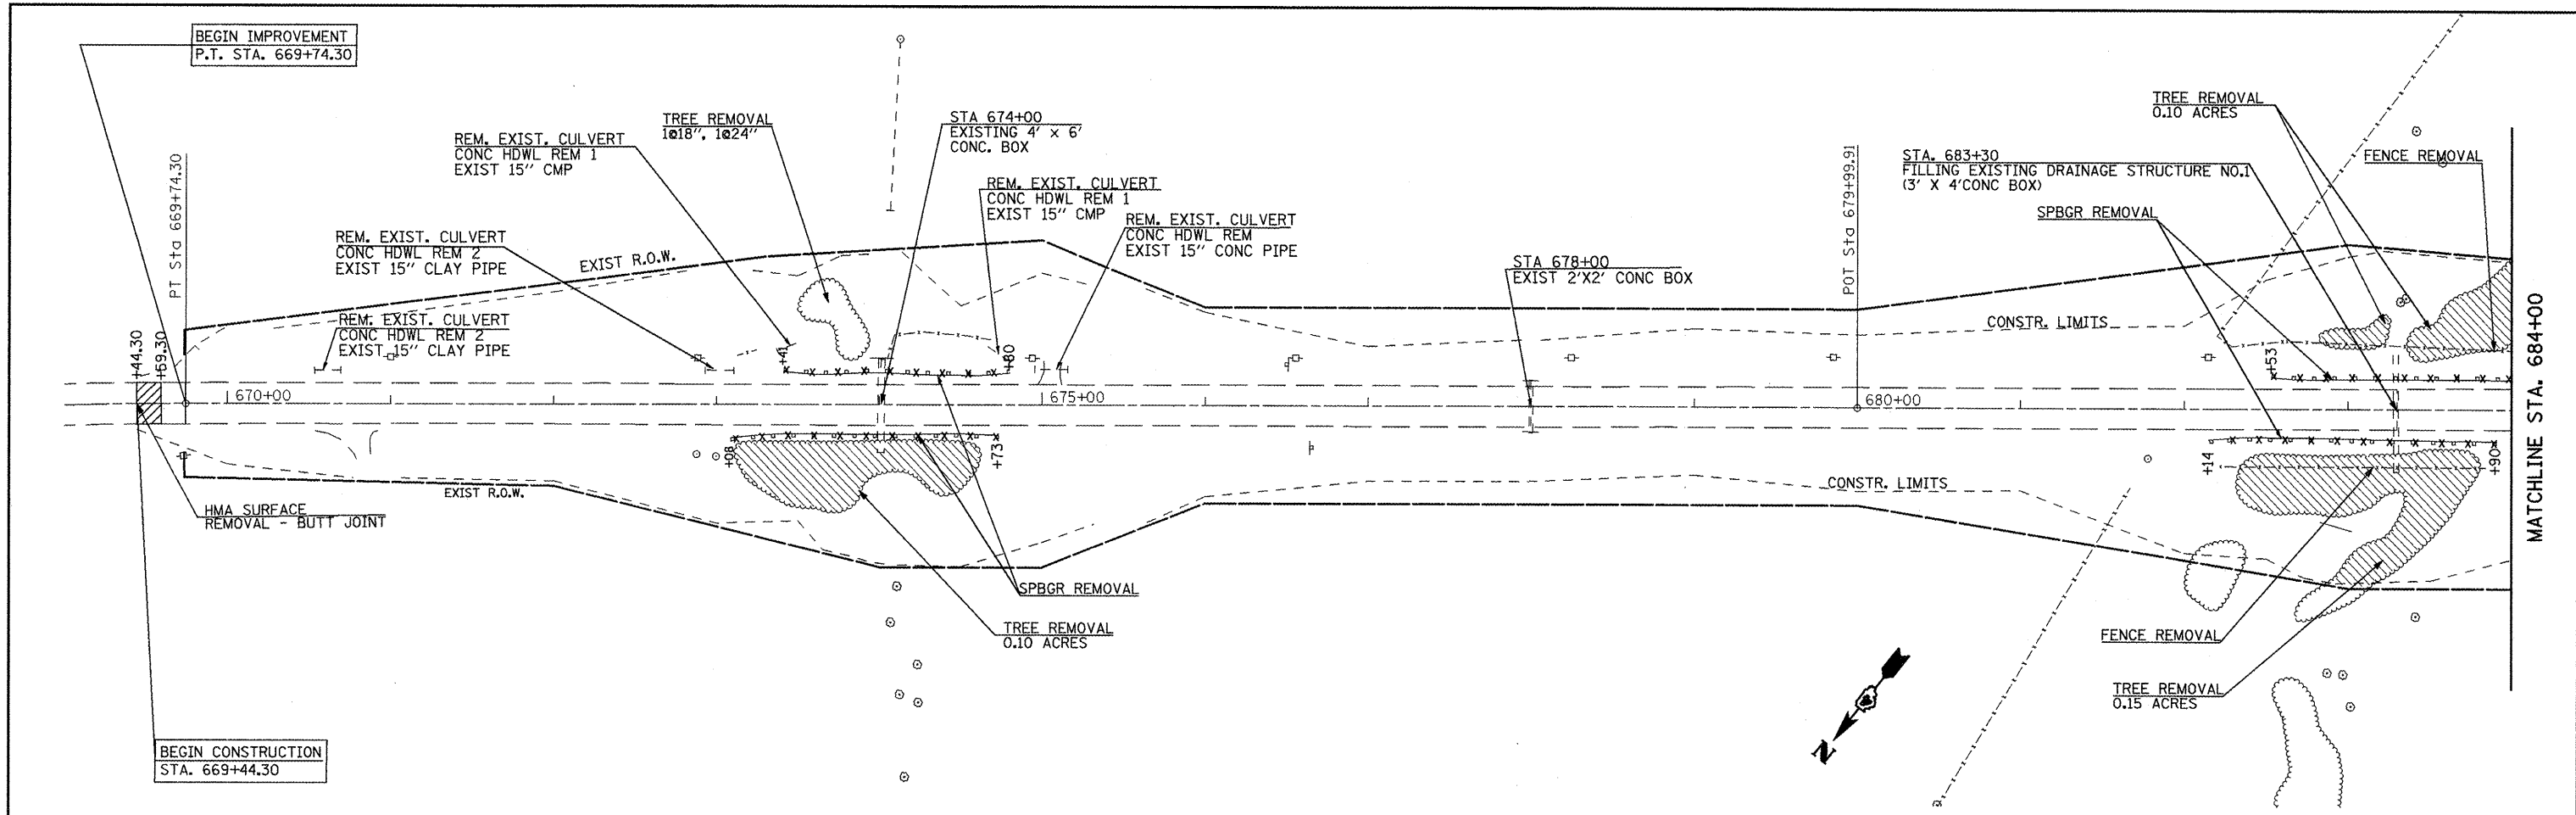 BEGIN IMPROVEMENT
P.T. STA. 669+74.30
PT Sta 669+74.30
+44.30
+59.30
REM. EXIST. CULVERT
CONC HDWL REM 2
EXIST 15" CLAY PIPE
REM. EXIST. CULVERT
CONC HDWL REM 2
EXIST 15" CLAY PIPE
REM. EXIST. CULVERT
CONC HDWL REM 1
EXIST 15" CMP
TREE REMOVAL
1@18", 1@24"
STA 674+00
EXISTING 4' x 6'
CONC. BOX
REM. EXIST. CULVERT
CONC HDWL REM 1
EXIST 15" CMP
REM. EXIST. CULVERT
CONC HDWL REM
EXIST 15" CONC PIPE
EXIST R.O.W.
+41
+80
670+00
675+00
680+00
STA 678+00
EXIST 2'X2' CONC BOX
POT Sta 679+99.91
STA. 683+30
FILLING EXISTING DRAINAGE STRUCTURE NO.1
(3' X 4'CONC BOX)
TREE REMOVAL
0.10 ACRES
FENCE REMOVAL
SPBGR REMOVAL
CONSTR. LIMITS
+53
MATCHLINE STA. 684+00
+08
+73
+14
+90
EXIST R.O.W.
CONSTR. LIMITS
HMA SURFACE
REMOVAL - BUTT JOINT
SPBGR REMOVAL
TREE REMOVAL
0.10 ACRES
FENCE REMOVAL
TREE REMOVAL
0.15 ACRES
N
BEGIN CONSTRUCTION
STA. 669+44.30